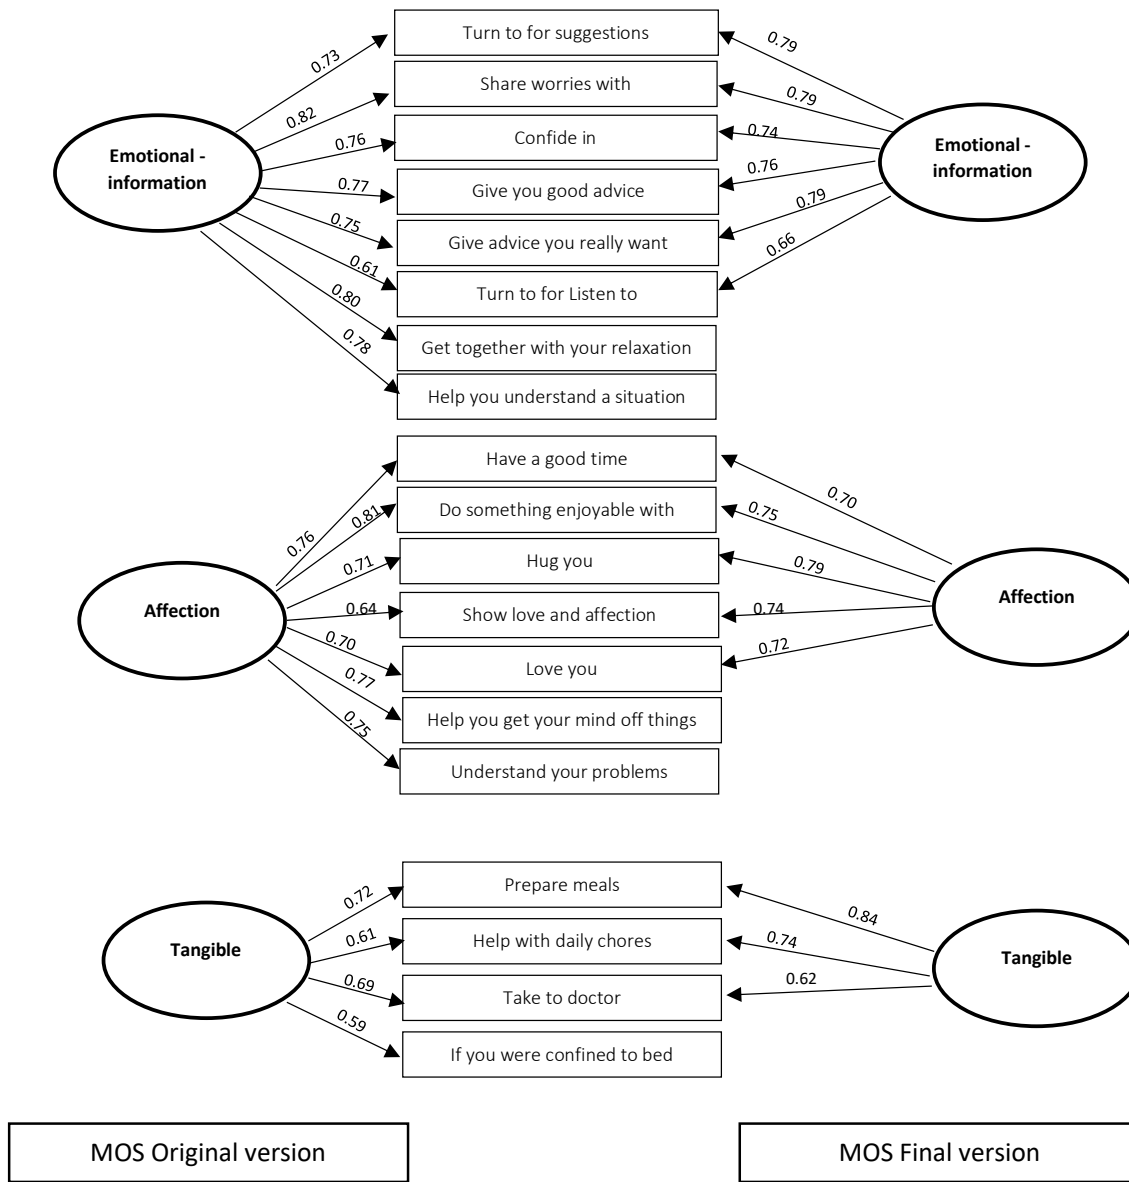 Turn to for suggestions
0.73
0.79
Share worries with
0.82
0.79
Confide in
0.76
0.74
Emotional -
information
Emotional -
information
Give you good advice
0.77
0.76
Give advice you really want
0.75
0.79
Turn to for Listen to
0.61
0.66
Get together with your relaxation
0.80
Help you understand a situation
0.78
Have a good time
0.76
0.70
Do something enjoyable with
0.81
0.75
Hug you
0.71
0.79
Affection
Affection
Show love and affection
0.64
0.74
Love you
0.70
0.72
Help you get your mind off things
0.77
Understand your problems
0.75
Prepare meals
0.72
0.84
Help with daily chores
0.61
0.74
Tangible
Tangible
Take to doctor
0.69
0.62
If you were confined to bed
0.59
MOS Original version
MOS Final version